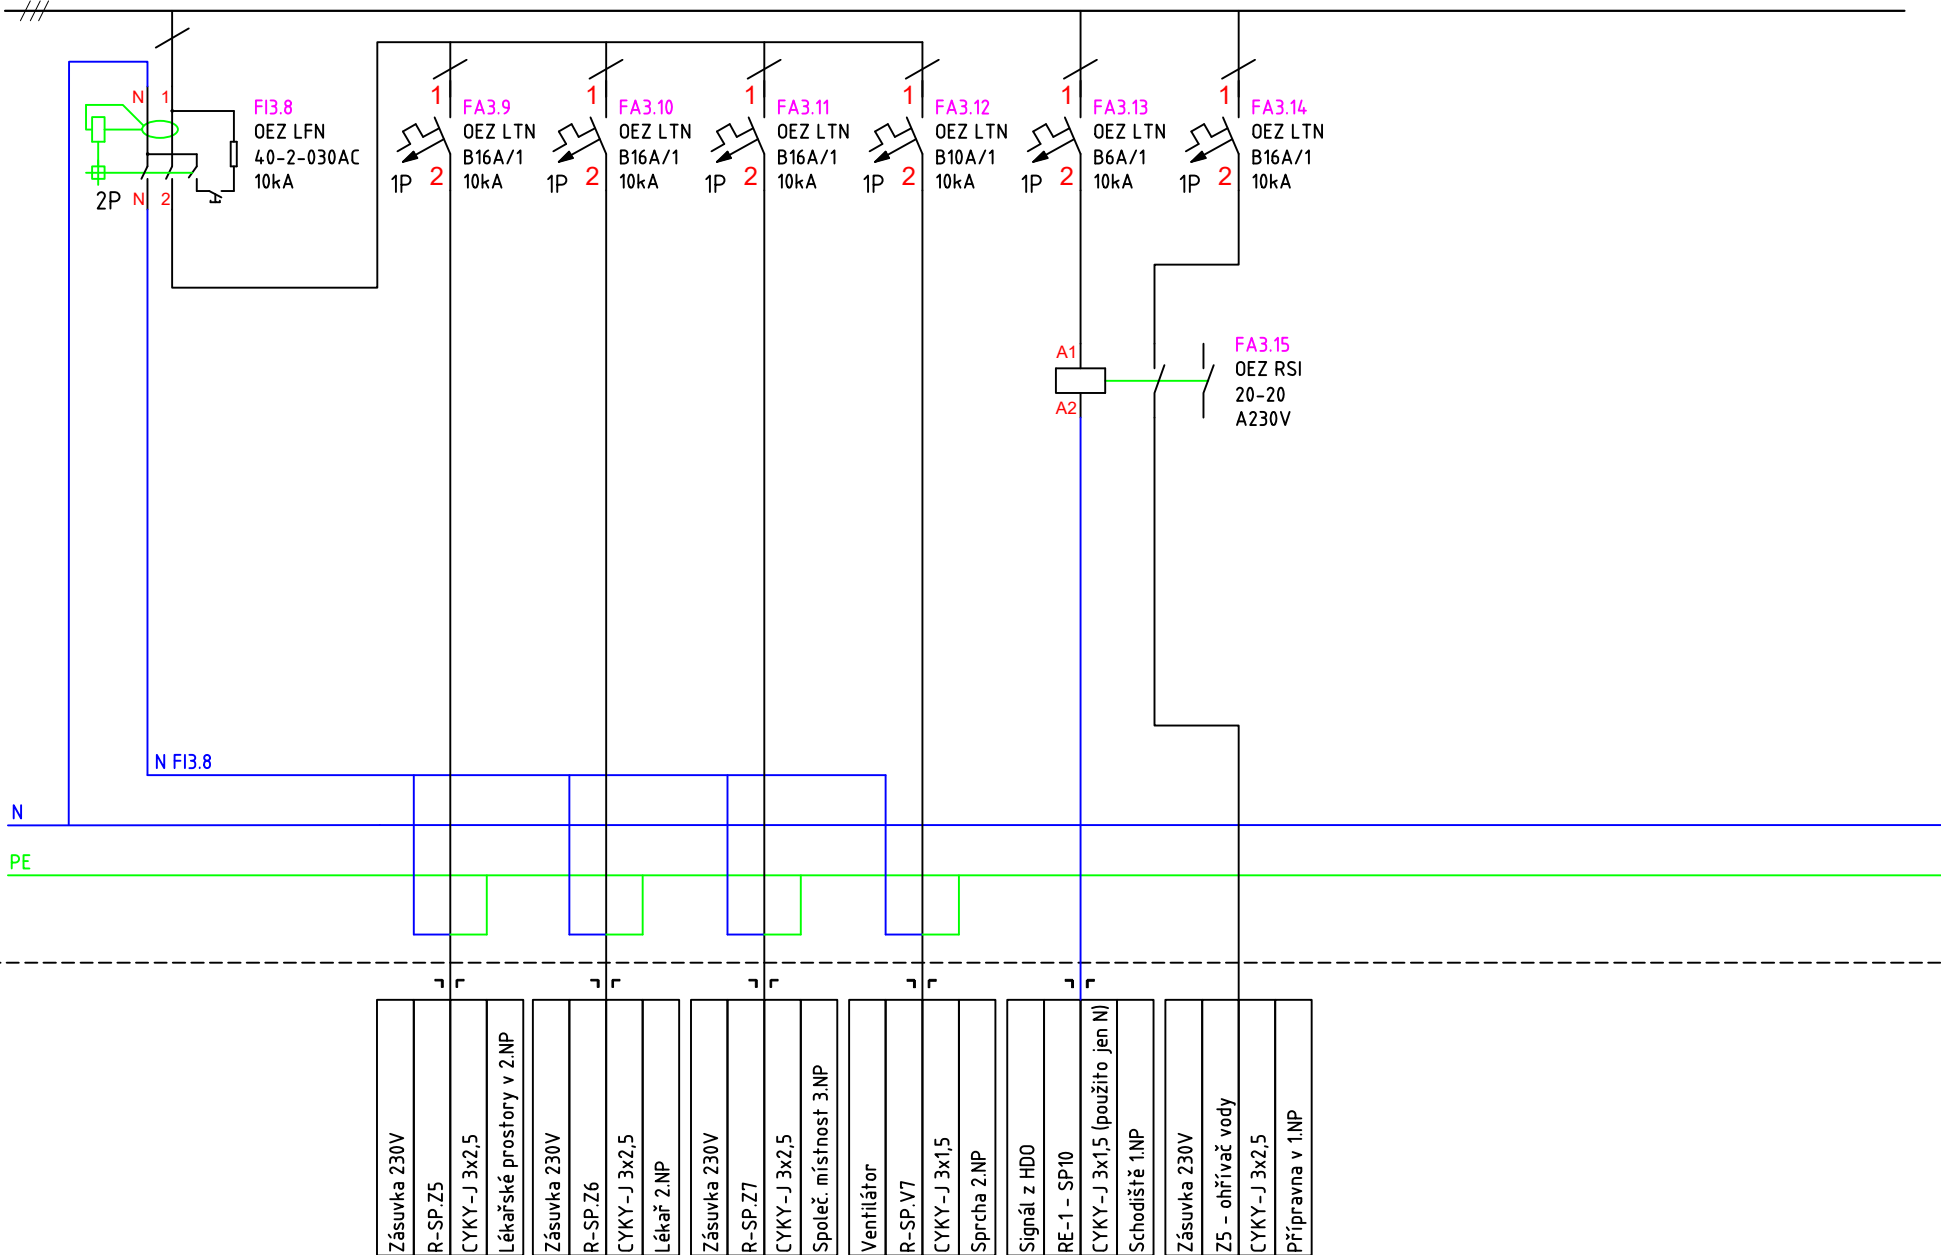 N 1
FI3.8
OEZ LFN
40-2-030AC
10kA
2P N 2
1
FA3.9
OEZ LTN
B16A/1
10kA
1P 2
1
FA3.10
OEZ LTN
B16A/1
10kA
1P 2
1
FA3.11
OEZ LTN
B16A/1
10kA
1P 2
1
FA3.12
OEZ LTN
B10A/1
10kA
1P 2
1
FA3.13
OEZ LTN
B6A/1
10kA
1P 2
1
FA3.14
OEZ LTN
B16A/1
10kA
1P 2
A1
A2
FA3.15
OEZ RSI
20-20
A230V
N FI3.8
N
PE
Zásuvka 230V
R-SP.Z5
CYKY-J 3x2,5
Lékařské prostory v 2.NP
Zásuvka 230V
R-SP.Z6
CYKY-J 3x2,5
Lékař 2.NP
Zásuvka 230V
R-SP.Z7
CYKY-J 3x2,5
Společ. místnost 3.NP
Ventilátor
R-SP.V7
CYKY-J 3x1,5
Sprcha 2.NP
Signál z HDO
RE-1 - SP10
CYKY-J 3x1,5 (použito jen N)
Schodiště 1.NP
Zásuvka 230V
Z5 - ohřívač vody
CYKY-J 3x2,5
Přípravna v 1.NP